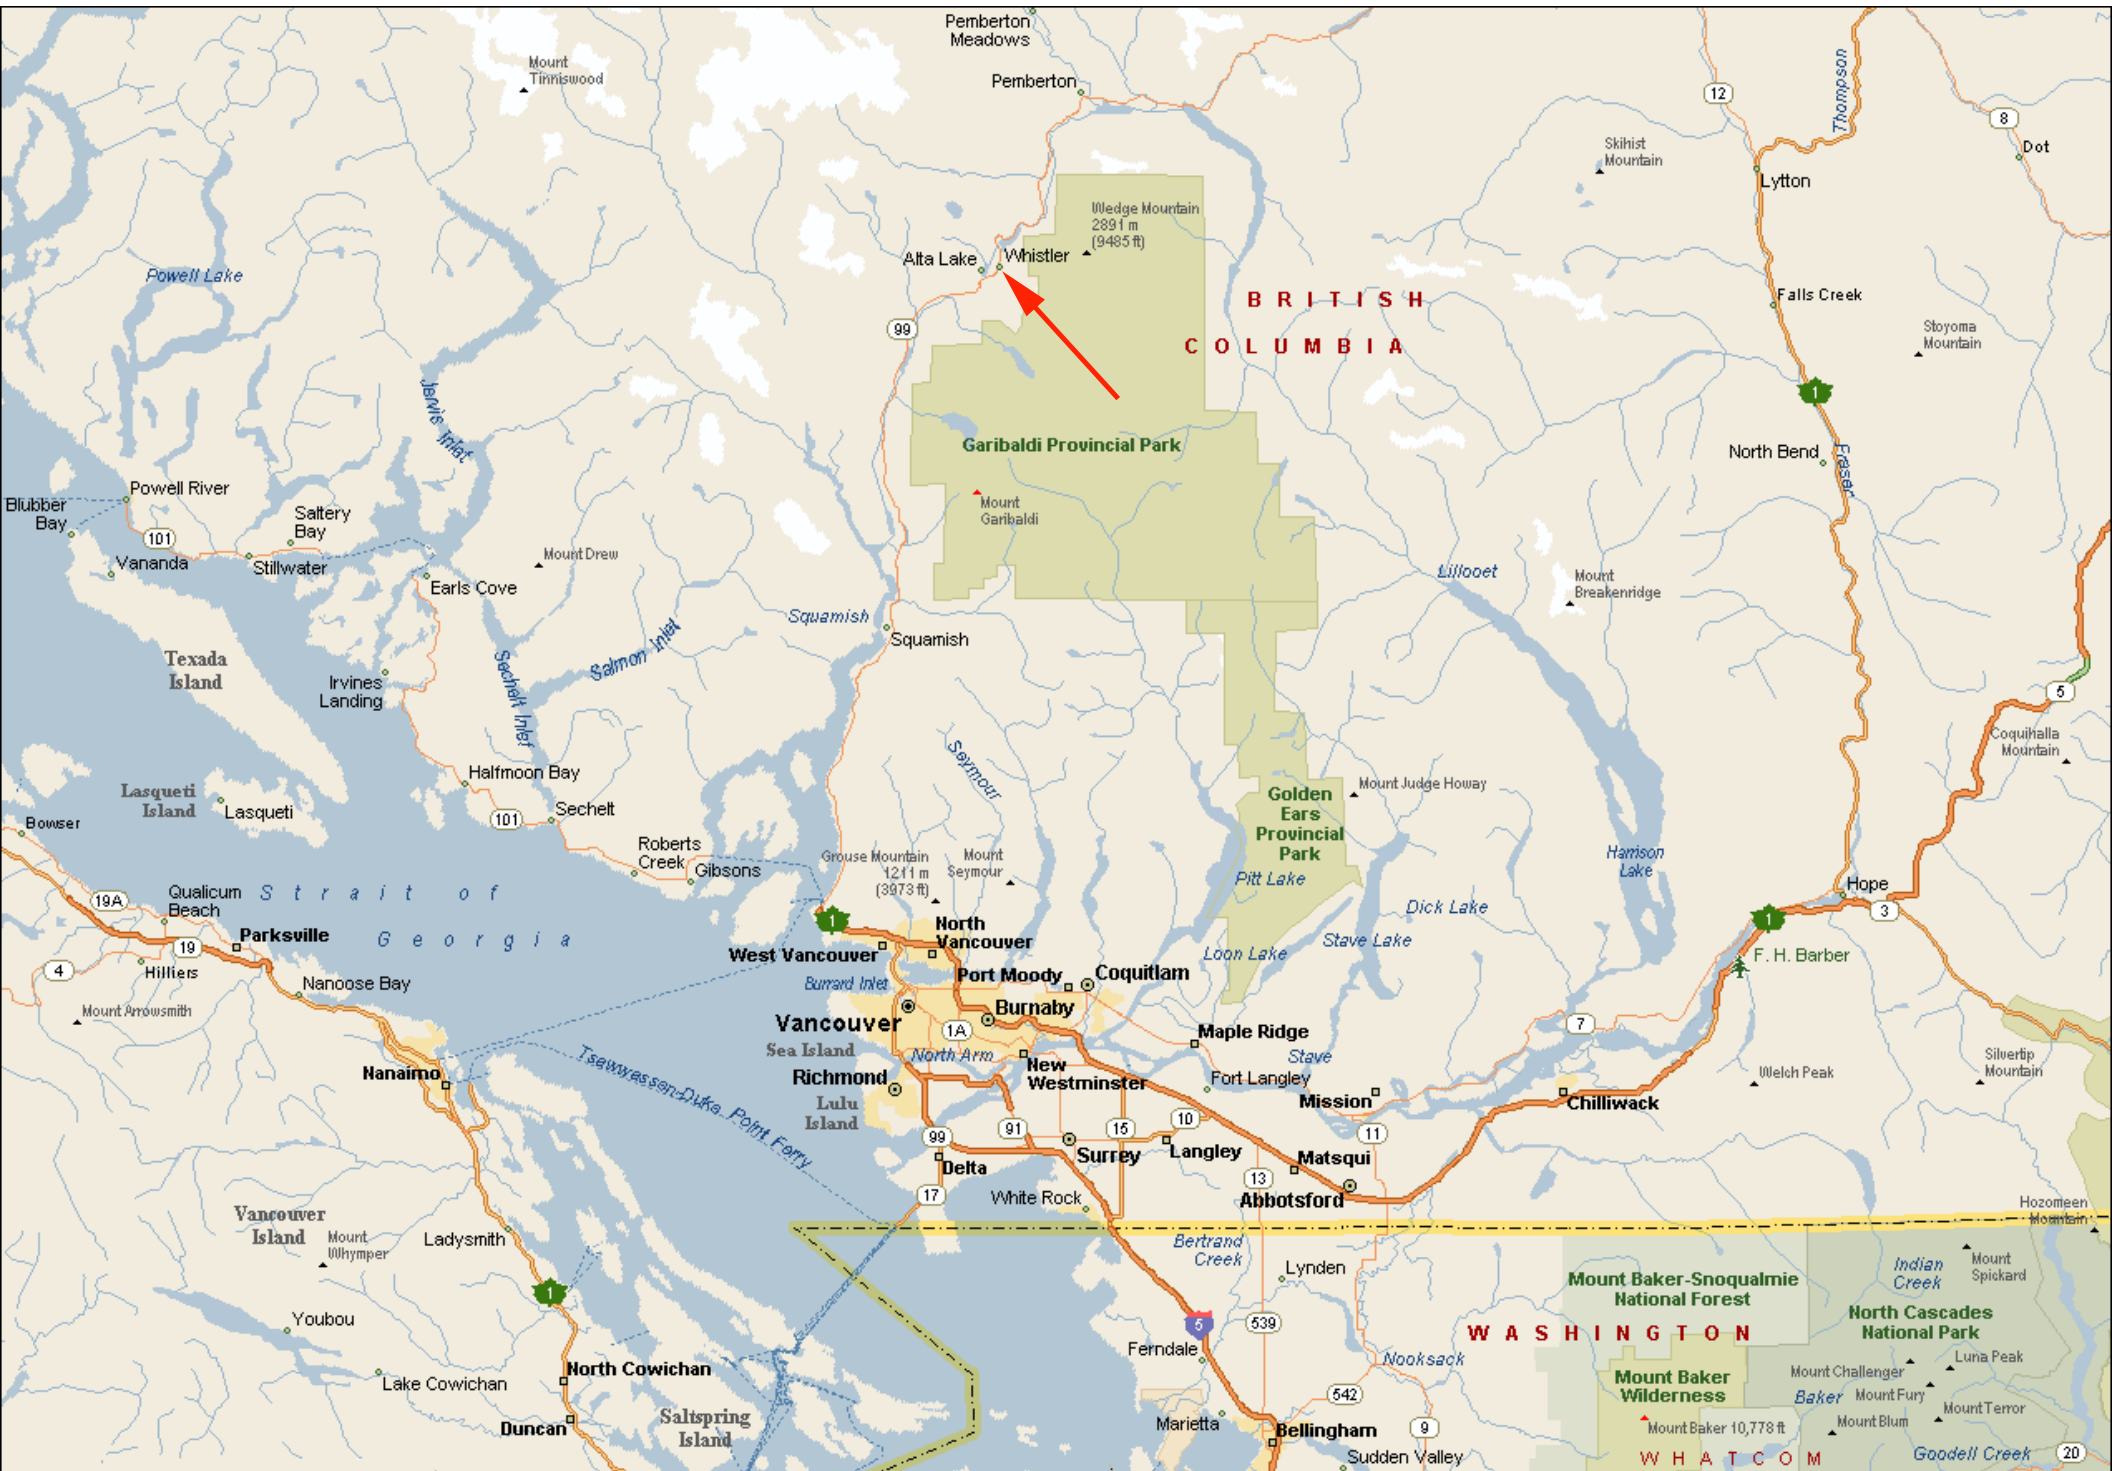 Pemberton
Meadows
Mount
Tinniswood
Pemberton
12
Thompson
8
Dot
Skihist
Mountain
Lytton
Wedge Mountain
2891 m
(9485 ft)
Alta Lake
Whistler
Powell Lake
BRITISH
COLUMBIA
Falls Creek
99
Stoyoma
Mountain
1
Jervis Inlet
Garibaldi Provincial Park
North Bend
Fraser
Powell River
Blubber
Bay
Saltery
Bay
Mount
Garibaldi
101
Vananda
Stillwater
Mount Drew
Earls Cove
Lillooet
Mount
Breakenridge
Squamish
Squamish
Texada
Island
Salmon Inlet
Sechelt Inlet
Irvines
Landing
5
Coquihalla
Mountain
Seymour
Halfmoon Bay
Lasqueti
Island
Lasqueti
101
Sechelt
Mount Judge Howay
Golden
Ears
Provincial
Park
Bowser
Roberts
Creek
Gibsons
Grouse Mountain
1211 m
(3973 ft)
Mount
Seymour
Harrison
Lake
Pitt Lake
Hope
3
19A
Qualicum
Beach
Strait of
Georgia
1
North
Vancouver
Dick Lake
1
Parksville
19
West Vancouver
Loon Lake
Stave Lake
F. H. Barber
4
Hilliers
Nanoose Bay
Burrard Inlet
Port Moody
Coquitlam
Mount Arrowsmith
Vancouver
1A
Burnaby
Maple Ridge
7
Sea Island
North Arm
Stave
Silvertip
Mountain
Nanaimo
Tsawwassen-Duke Point Ferry
Richmond
New
Westminster
Fort Langley
Welch Peak
Lulu
Island
Mission
Chilliwack
99
91
15
10
11
Delta
Surrey
Langley
Matsqui
17
White Rock
13
Abbotsford
Vancouver
Island
Mount
Whymper
Ladysmith
Hozomeen
Mountain
Bertrand
Creek
Lynden
Indian
Creek
Mount
Spickard
1
Mount Baker-Snoqualmie
National Forest
North Cascades
National Park
Youbou
5
539
WASHINGTON
Ferndale
Nooksack
Luna Peak
North Cowichan
Lake Cowichan
Mount Challenger
Mount Baker
Wilderness
Baker
Mount Fury
542
Mount Terror
Saltspring
Island
Duncan
Marietta
Bellingham
9
Mount Baker 10,778 ft
Mount Blum
Sudden Valley
WHATCOM
Goodell Creek
20